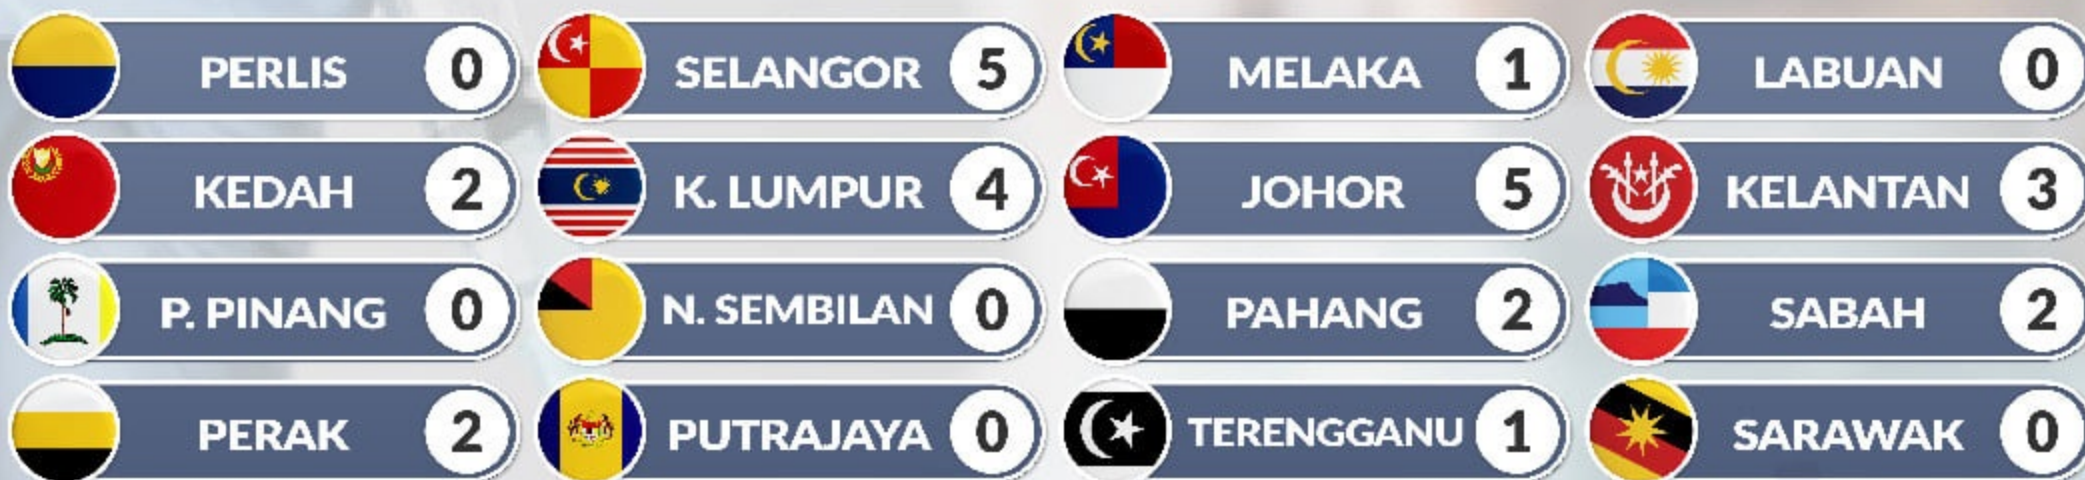 PERLIS 0
SELANGOR 5
MELAKA 1
LABUAN 0
KEDAH 2
K. LUMPUR 4
JOHOR 5
KELANTAN 3
P. PINANG 0
N. SEMBILAN 0
PAHANG 2
SABAH 2
PERAK 2
PUTRAJAYA 0
TERENGGANU 1
SARAWAK 0